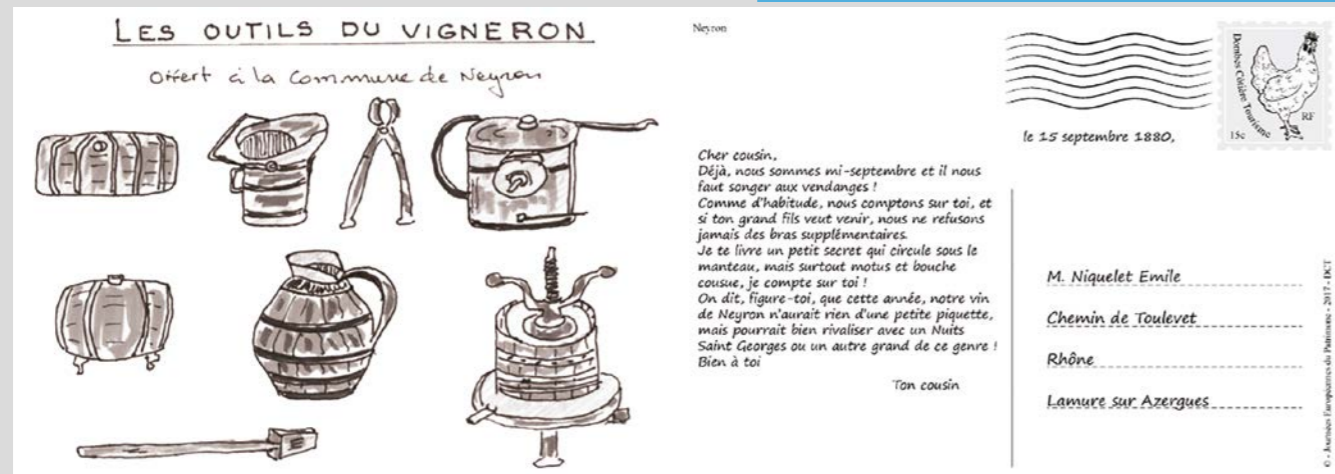 LES OUTILS DU VIGNERON
Offert à la Commune de Neyron
Neyron
Dombes Côtière Tourisme
RF
15c
le 15 septembre 1880,
Cher cousin,
Déjà, nous sommes mi-septembre et il nous
faut songer aux vendanges !
Comme d'habitude, nous comptons sur toi, et
si ton grand fils veut venir, nous ne refusons
jamais des bras supplémentaires.
Je te livre un petit secret qui circule sous le
manteau, mais surtout motus et bouche
cousue, je compte sur toi !
On dit, figure-toi, que cette année, notre vin
de Neyron n'aurait rien d'une petite piquette,
mais pourrait bien rivaliser avec un Nuits
Saint Georges ou un autre grand de ce genre !
Bien à toi
Ton cousin
M. Niquelet Emile
Chemin de Toulevet
Rhône
Lamure sur Azergues
© - Journées Européennes du Patrimoine - 2017 - DCT